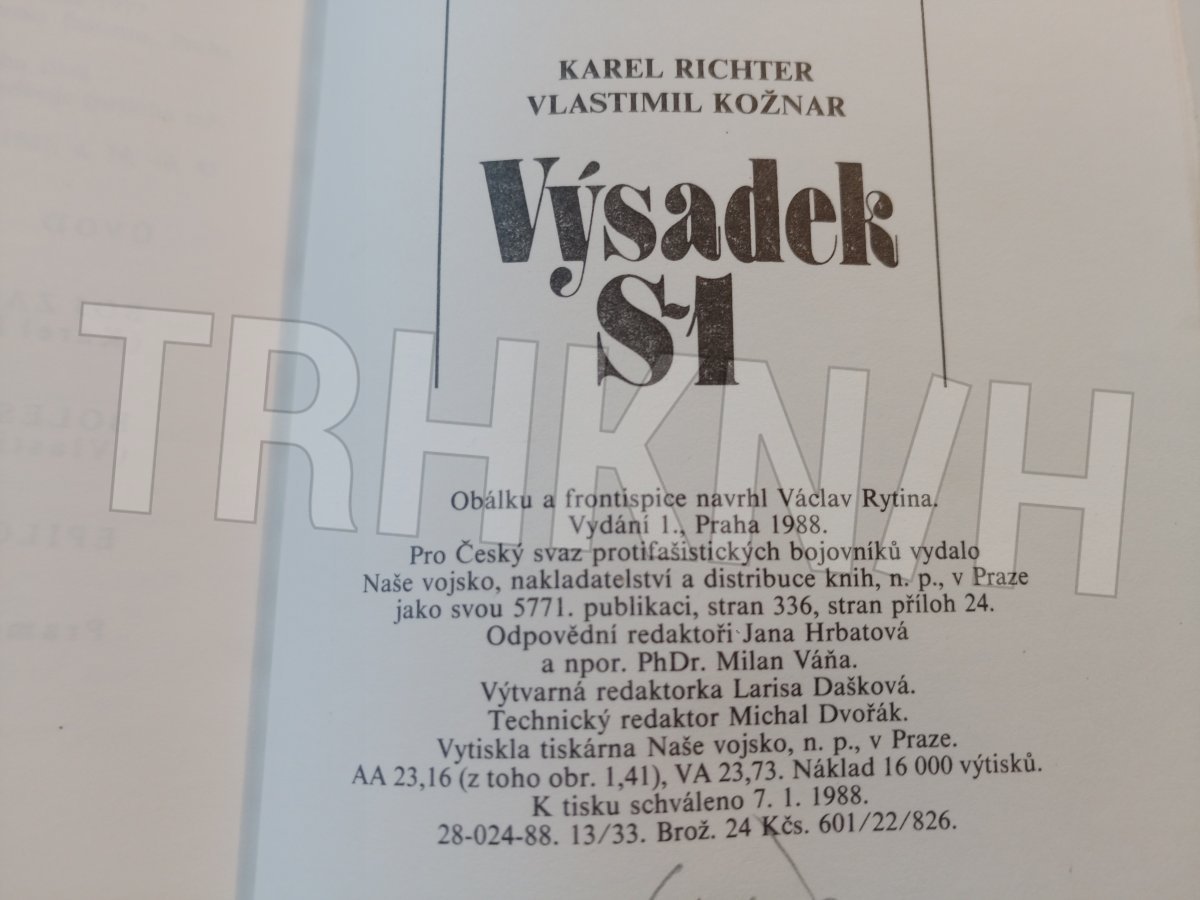 KAREL RICHTER
VLASTIMIL KOŽNAR
Výsadek
S-1
TRHKN/H
Obálku a frontispice navrhl Václav Rytina.
Vydání 1., Praha 1988.
Pro Český svaz protifašistických bojovníků vydalo
Naše vojsko, nakladatelství a distribuce knih, n. p., v Praze
jako svou 5771. publikaci, stran 336, stran příloh 24.
Odpovědní redaktoři Jana Hrbatová
a npor. PhDr. Milan Váňa.
Výtvarná redaktorka Larisa Dašková.
Technický redaktor Michal Dvořák.
Vytiskla tiskárna Naše vojsko, n. p., v Praze.
AA 23,16 (z toho obr. 1,41), VA 23,73. Náklad 16 000 výtisků.
K tisku schváleno 7. 1. 1988.
28-024-88. 13/33. Brož. 24 Kčs. 601/22/826.